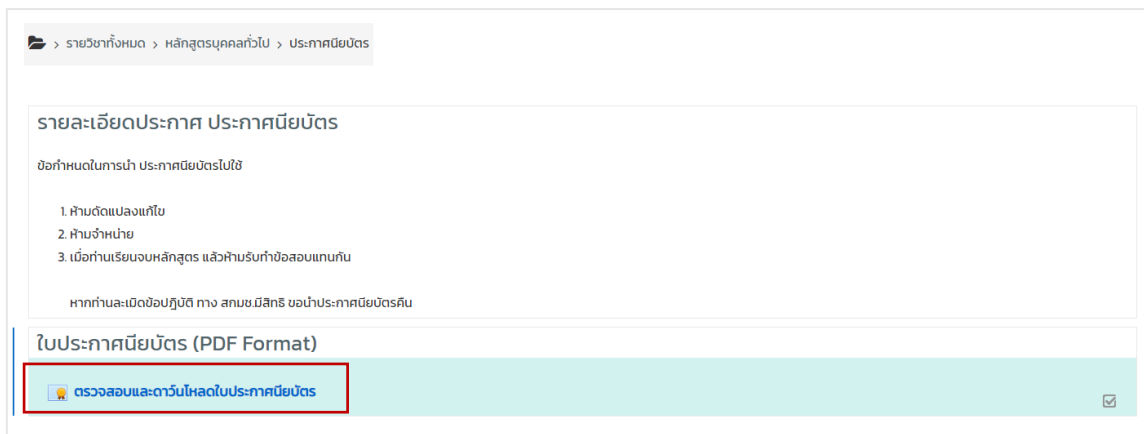 > รายวิชาทั้งหมด > หลักสูตรบุคคลทั่วไป > ประกาศนียบัตร
รายละเอียดประกาศ ประกาศนียบัตร
ข้อกำหนดในการนำ ประกาศนียบัตรไปใช้
1. ห้ามดัดแปลงแก้ไข
2. ห้ามจำหน่าย
3. เมื่อท่านเรียนจบหลักสูตร แล้วห้ามรับทำข้อสอบแทนกัน
หากท่านละเมิดข้อปฏิบัติ ทาง สกมช.มีสิทธิ ขอนำประกาศนียบัตรคืน
ใบประกาศนียบัตร (PDF Format)
ตรวจสอบและดาว์นโหลดใบประกาศนียบัตร